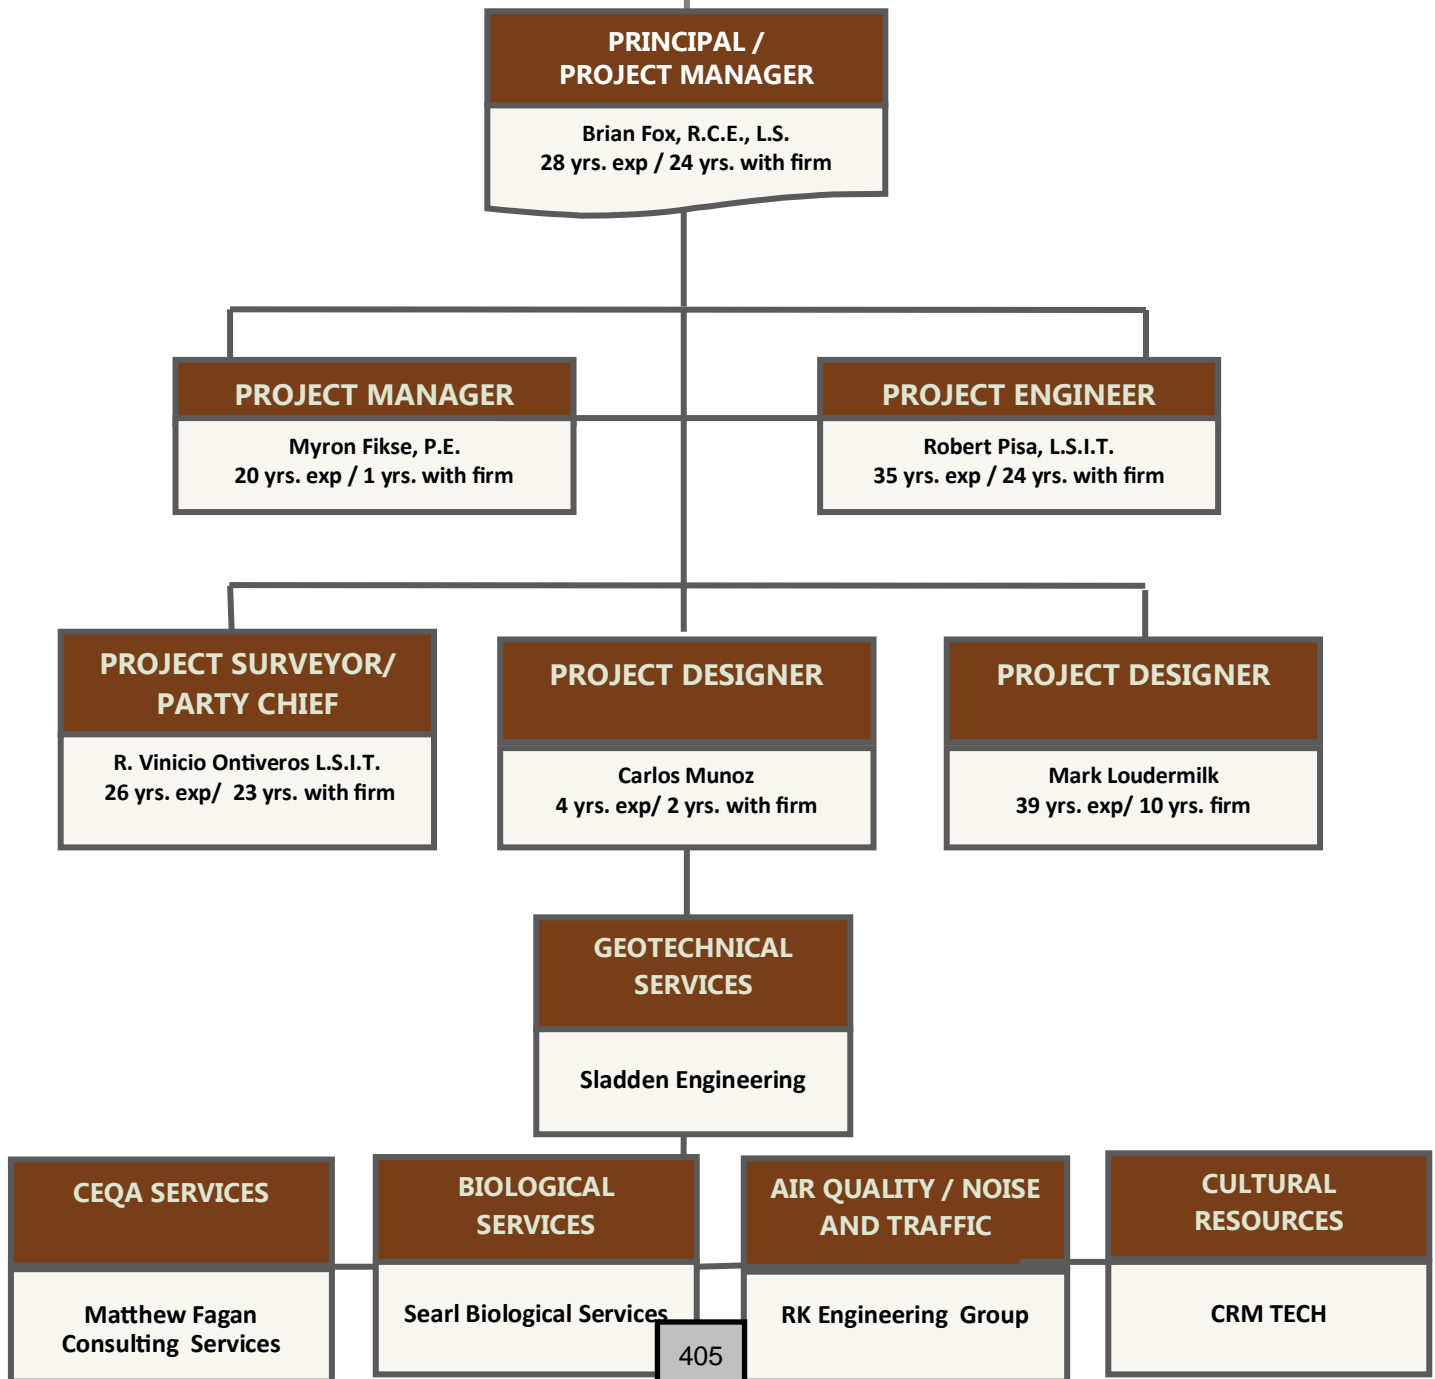 PRINCIPAL /
PROJECT MANAGER
Brian Fox, R.C.E., L.S.
28 yrs. exp / 24 yrs. with firm
PROJECT MANAGER
Myron Fikse, P.E.
20 yrs. exp / 1 yrs. with firm
PROJECT ENGINEER
Robert Pisa, L.S.I.T.
35 yrs. exp / 24 yrs. with firm
PROJECT SURVEYOR/
PARTY CHIEF
R. Vinicio Ontiveros L.S.I.T.
26 yrs. exp/ 23 yrs. with firm
PROJECT DESIGNER
Carlos Munoz
4 yrs. exp/ 2 yrs. with firm
PROJECT DESIGNER
Mark Loudermilk
39 yrs. exp/ 10 yrs. firm
GEOTECHNICAL
SERVICES
Sladden Engineering
CEQA SERVICES
Matthew Fagan
Consulting Services
BIOLOGICAL
SERVICES
Searl Biological Services
AIR QUALITY / NOISE
AND TRAFFIC
RK Engineering Group
CULTURAL
RESOURCES
CRM TECH
405